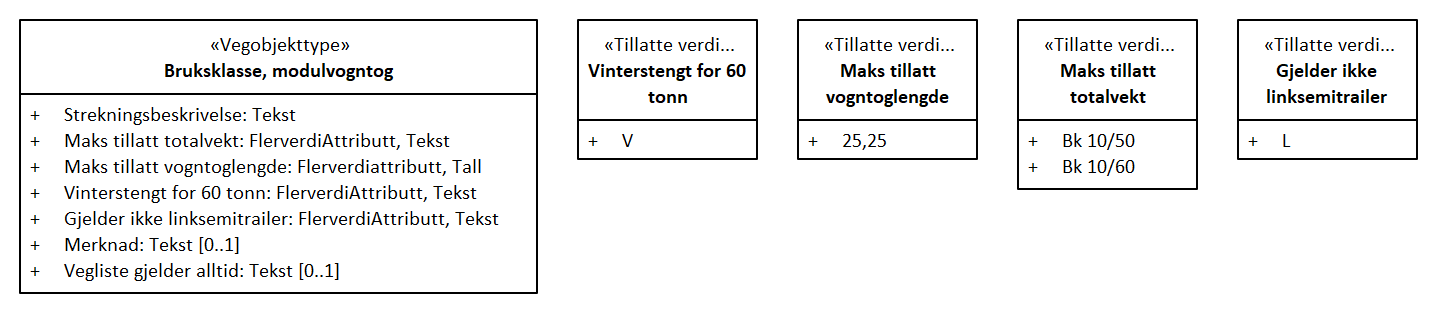 «Vegobjekttype»
Bruksklasse, modulvogntog
+ Strekningsbeskrivelse: Tekst
+ Maks tillatt totalvekt: FlerverdiAttributt, Tekst
+ Maks tillatt vogntoglengde: Flerverdiattributt, Tall
+ Vinterstengt for 60 tonn: FlerverdiAttributt, Tekst
+ Gjelder ikke linksemitrailer: FlerverdiAttributt, Tekst
+ Merknad: Tekst [0..1]
+ Vegliste gjelder alltid: Tekst [0..1]
«Tillatte verdi...
Vinterstengt for 60
tonn
+ V
«Tillatte verdi...
Maks tillatt
vogntoglengde
+ 25,25
«Tillatte verdi...
Maks tillatt
totalvekt
+ Bk 10/50
+ Bk 10/60
«Tillatte verdi...
Gjelder ikke
linksemitrailer
+ L